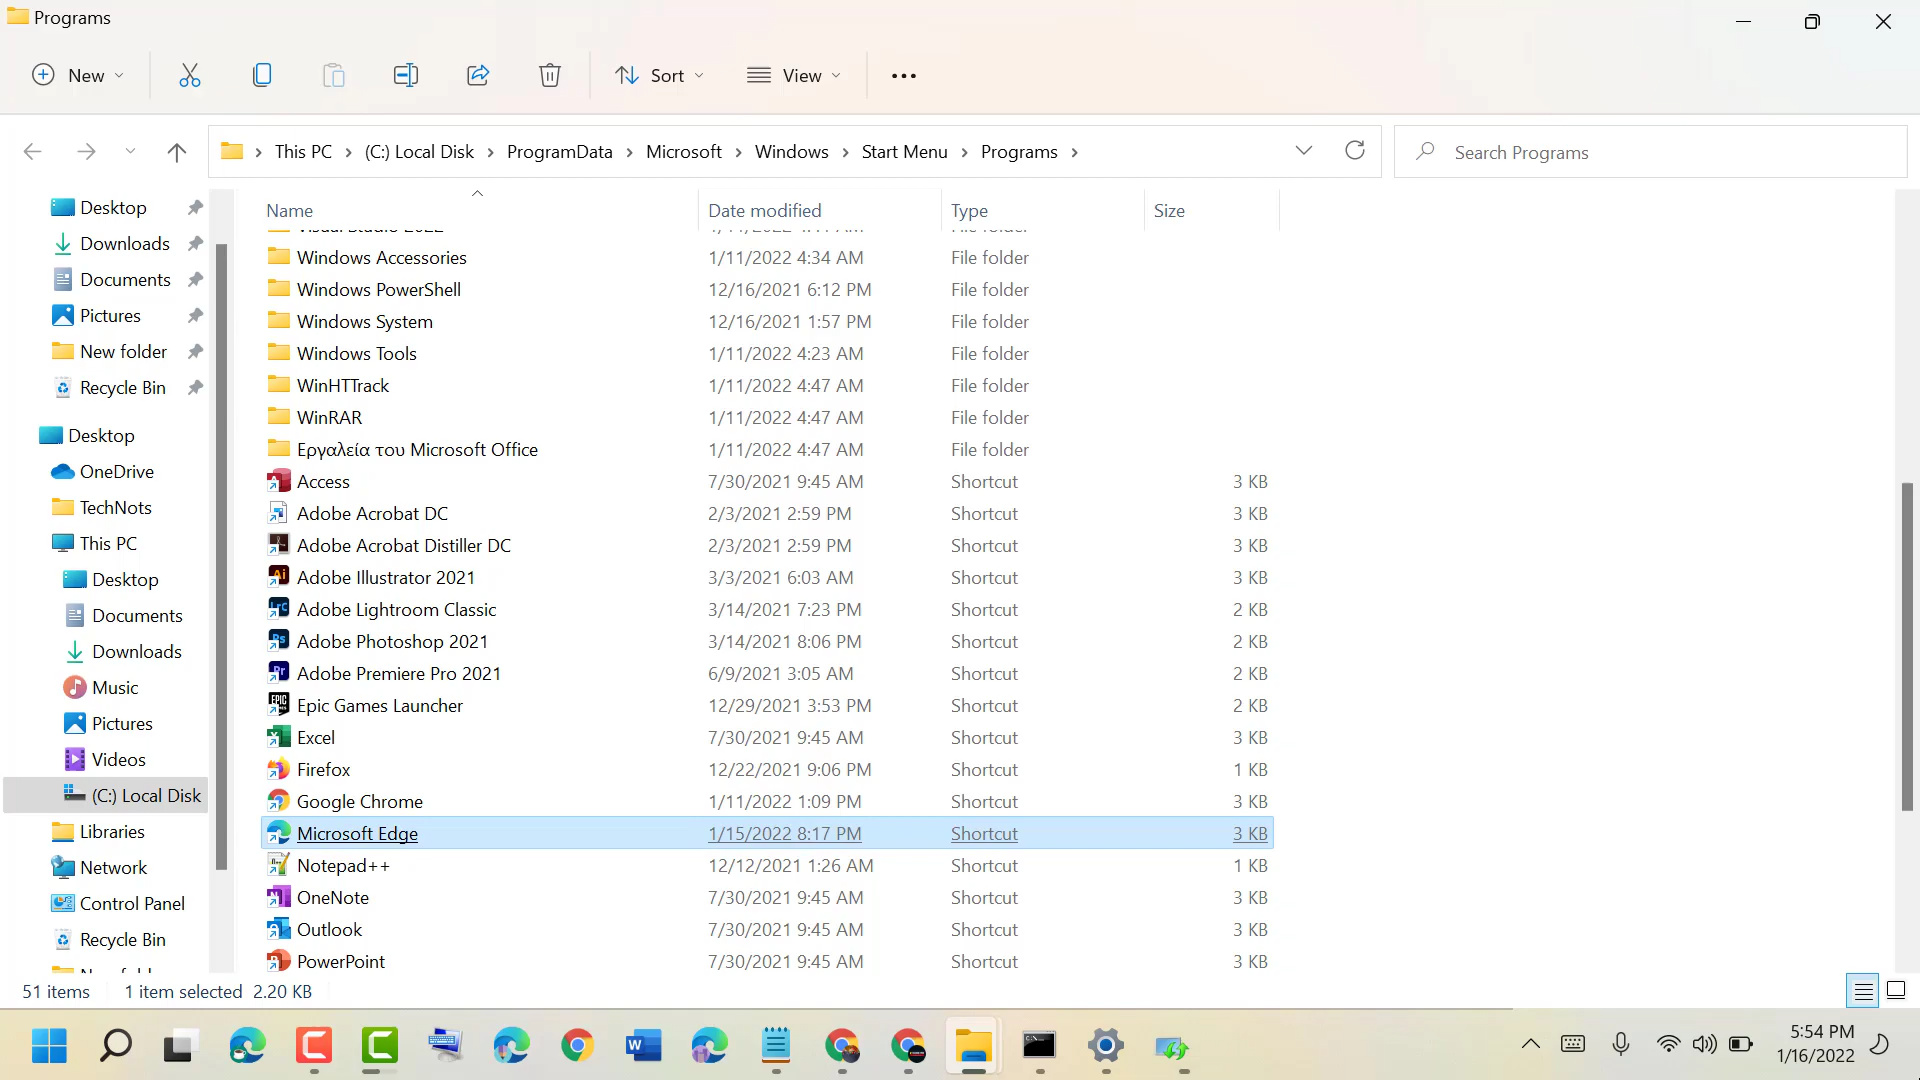 Programs
New
Sort
View
This PC
(C:) Local Disk
ProgramData
Microsoft
Windows
Start Menu
Programs
Search Programs
Name
Date modified
Type
Size
Desktop
Downloads
Documents
Pictures
New folder
Recycle Bin
Desktop
OneDrive
TechNots
This PC
Desktop
Documents
Downloads
Music
Pictures
Videos
(C:) Local Disk
Libraries
Network
Control Panel
Recycle Bin
Windows Accessories 1/11/2022 4:34 AM File folder
Windows PowerShell 12/16/2021 6:12 PM File folder
Windows System 12/16/2021 1:57 PM File folder
Windows Tools 1/11/2022 4:23 AM File folder
WinHTTrack 1/11/2022 4:47 AM File folder
WinRAR 1/11/2022 4:47 AM File folder
Εργαλεία του Microsoft Office 1/11/2022 4:47 AM File folder
Access 7/30/2021 9:45 AM Shortcut 3 KB
Adobe Acrobat DC 2/3/2021 2:59 PM Shortcut 3 KB
Adobe Acrobat Distiller DC 2/3/2021 2:59 PM Shortcut 3 KB
Adobe Illustrator 2021 3/3/2021 6:03 AM Shortcut 3 KB
Adobe Lightroom Classic 3/14/2021 7:23 PM Shortcut 2 KB
Adobe Photoshop 2021 3/14/2021 8:06 PM Shortcut 2 KB
Adobe Premiere Pro 2021 6/9/2021 3:05 AM Shortcut 2 KB
Epic Games Launcher 12/29/2021 3:53 PM Shortcut 2 KB
Excel 7/30/2021 9:45 AM Shortcut 3 KB
Firefox 12/22/2021 9:06 PM Shortcut 1 KB
Google Chrome 1/11/2022 1:09 PM Shortcut 3 KB
Microsoft Edge 1/15/2022 8:17 PM Shortcut 3 KB
Notepad++ 12/12/2021 1:26 AM Shortcut 1 KB
OneNote 7/30/2021 9:45 AM Shortcut 3 KB
Outlook 7/30/2021 9:45 AM Shortcut 3 KB
PowerPoint 7/30/2021 9:45 AM Shortcut 3 KB
51 items 1 item selected 2.20 KB
5:54 PM
1/16/2022